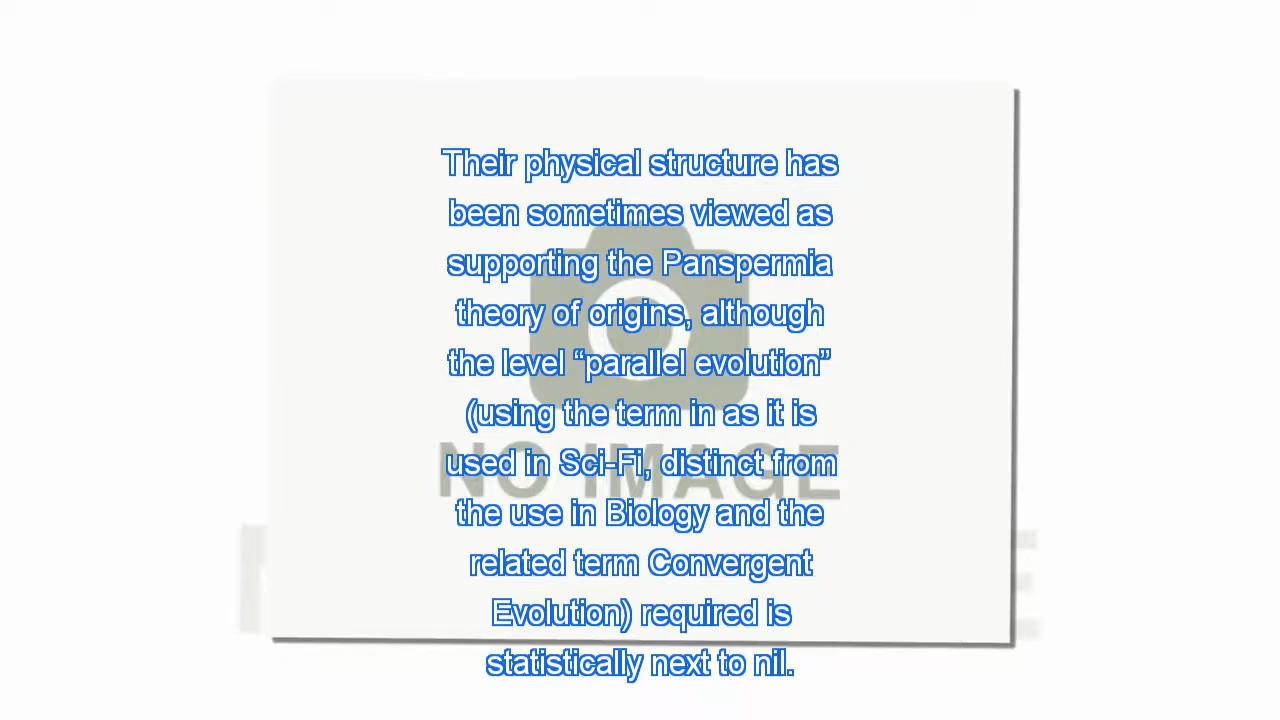 Their physical structure has
been sometimes viewed as
supporting the Panspermia
theory of origins, although
the level “parallel evolution”
(using the term in as it is
used in Sci-Fi, distinct from
the use in Biology and the
related term Convergent
Evolution) required is
statistically next to nil.
NO IMAGE